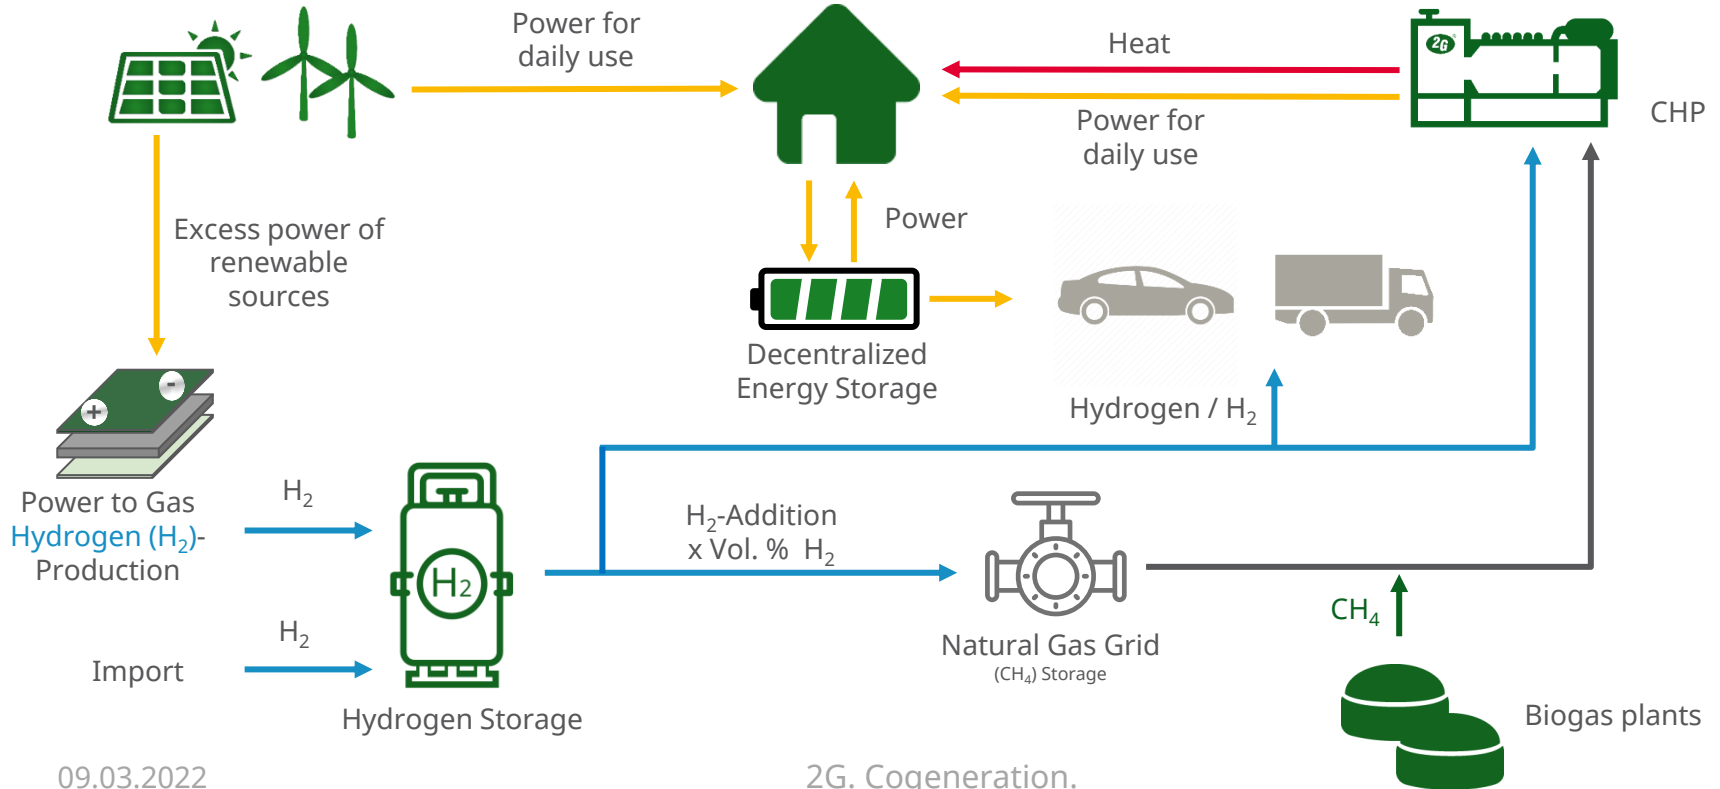 Power for
daily use
Heat
2G
CHP
Power for
daily use
Excess power of
renewable
sources
Power
Decentralized
Energy Storage
Hydrogen / H₂
-
+
Power to Gas
Hydrogen (H₂)-
Production
H₂
H₂-Addition
x Vol. % H₂
H₂
CH₄
H₂
Import
Natural Gas Grid
(CH₄) Storage
Hydrogen Storage
Biogas plants
09.03.2022
2G. Cogeneration.